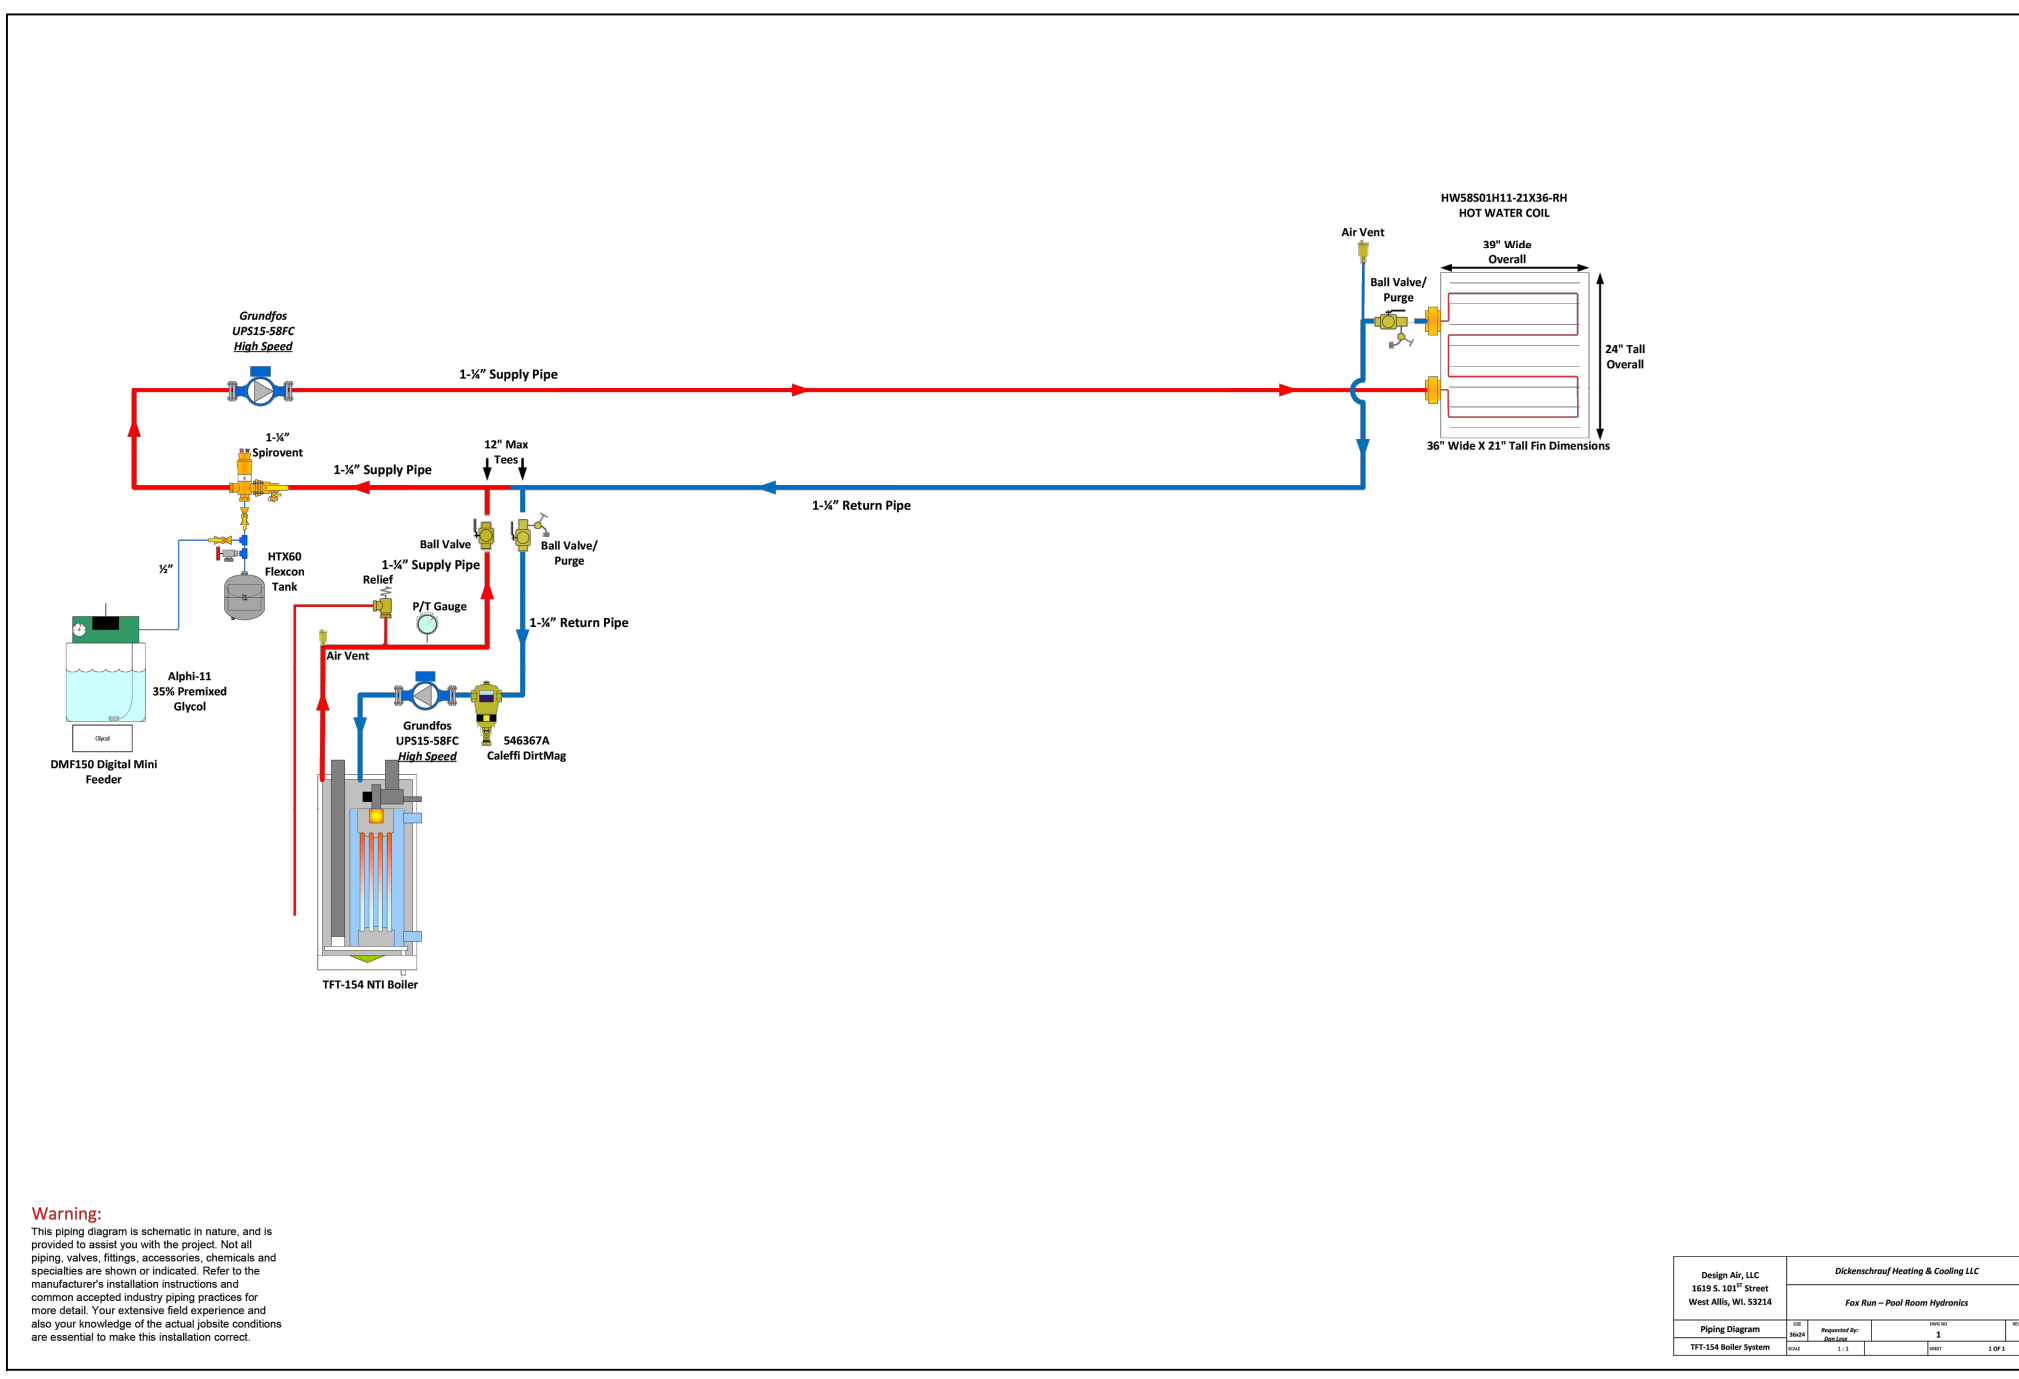 HW58S01H11-21X36-RH
HOT WATER COIL
Air Vent
39" Wide
Overall
Ball Valve/
Purge
Grundfos
UPS15-58FC
High Speed
24" Tall
Overall
1-¼” Supply Pipe
36" Wide X 21" Tall Fin Dimensions
1-¼”
Spirovent
12" Max
Tees
1-¼” Supply Pipe
1-¼” Return Pipe
Ball Valve
Ball Valve/
Purge
1-¼” Supply Pipe
HTX60
Flexcon
Tank
½”
Relief
P/T Gauge
1-¼” Return Pipe
Air Vent
Alphi-11
35% Premixed
Glycol
Glycol
DMF150 Digital Mini
Feeder
Grundfos
UPS15-58FC
High Speed
546367A
Caleffi DirtMag
TFT-154 NTI Boiler
Warning:
This piping diagram is schematic in nature, and is
provided to assist you with the project. Not all
piping, valves, fittings, accessories, chemicals and
specialties are shown or indicated. Refer to the
manufacturer's installation instructions and
common accepted industry piping practices for
more detail. Your extensive field experience and
also your knowledge of the actual jobsite conditions
are essential to make this installation correct.
Design Air, LLC
1619 S. 101ST Street
West Allis, WI. 53214
Dickenschrauf Heating & Cooling LLC
Fox Run – Pool Room Hydronics
Piping Diagram
SIZE
36x24
Requested By:
Dan Lese
DWG NO
1
REV
TFT-154 Boiler System
SCALE
1 : 1
SHEET
1 OF 1